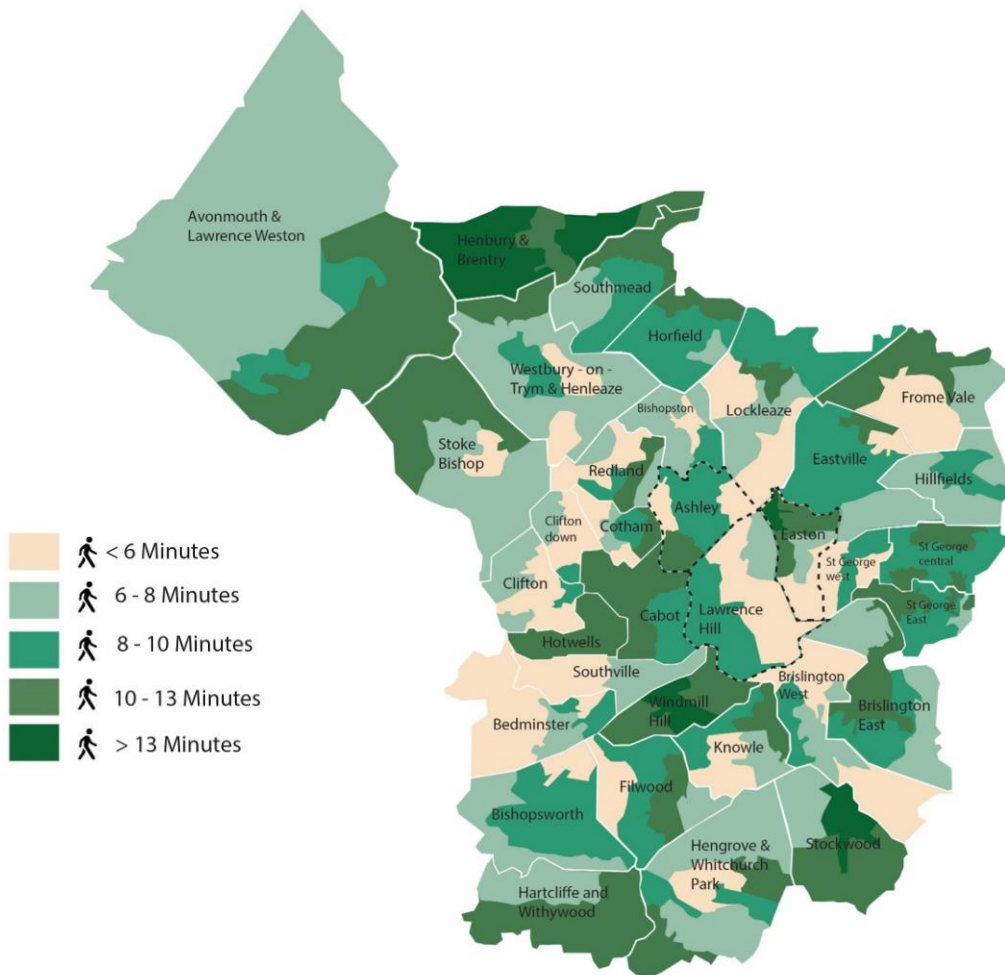 Avonmouth &
Lawrence Weston
Henbury &
Brentry
Southmead
Horfield
Westbury - on -
Trym & Henleaze
Bishopston
Lockleaze
Frome Vale
Stoke
Bishop
Redland
Eastville
Hillfields
Ashley
Clifton
down
Cotham
Easton
St George
central
St George
west
Clifton
St George
East
Cabot
Lawrence
Hill
Hotwells
Southville
Brislington
West
Windmill
Hill
Brislington
East
Bedminster
Knowle
Filwood
Bishopsworth
Stockwood
Hengrove &
Whitchurch
Park
Hartcliffe and
Withywood
< 6 Minutes
6 - 8 Minutes
8 - 10 Minutes
10 - 13 Minutes
> 13 Minutes